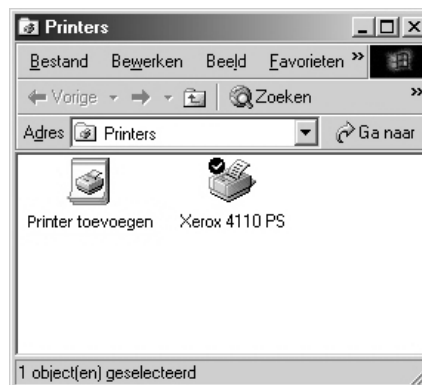 Printers
Bestand Bewerken Beeld Favorieten »
Vorige Zoeken »
Adres Printers Ga naar
Printer toevoegen Xerox 4110 PS
1 object(en) geselecteerd